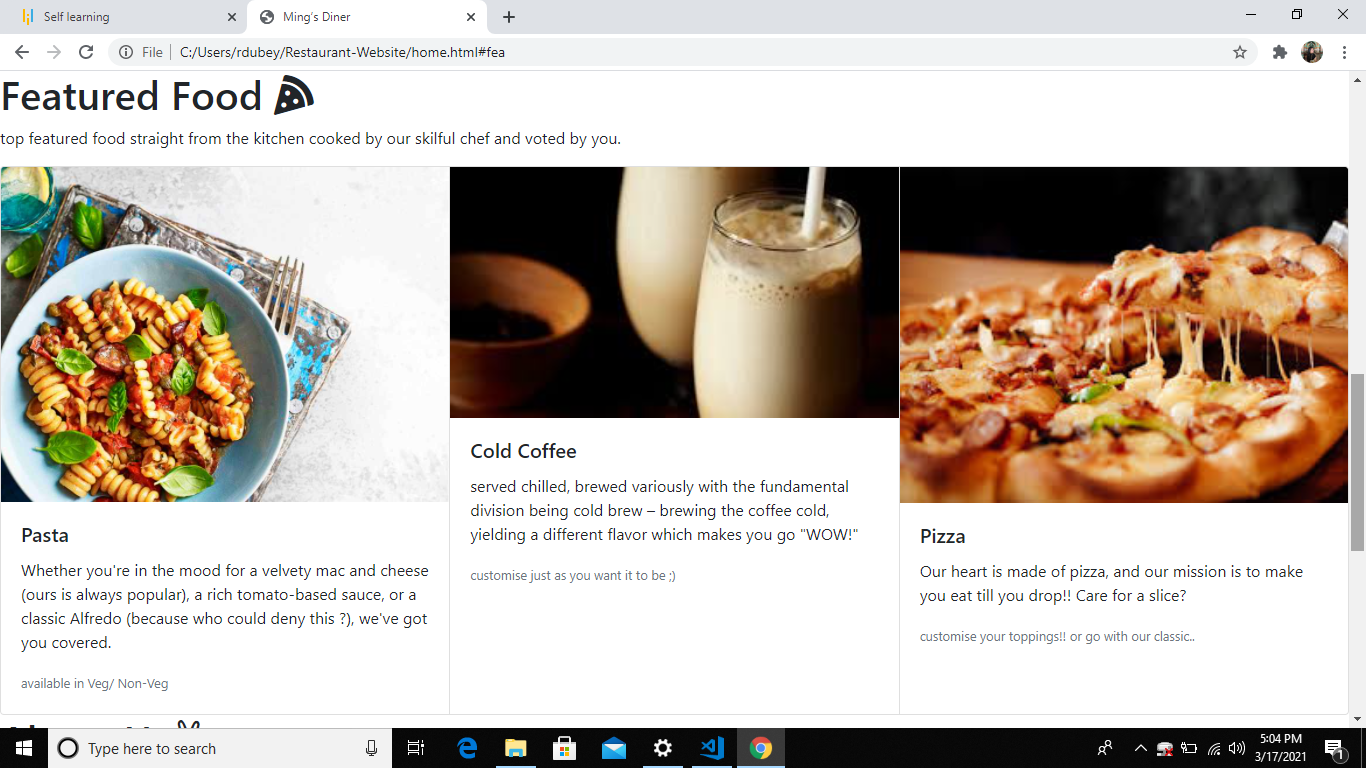 Self learning
Ming's Diner
File
C:/Users/rdubey/Restaurant-Website/home.html#fea
Featured Food
top featured food straight from the kitchen cooked by our skilful chef and voted by you.
Pasta
Whether you're in the mood for a velvety mac and cheese
(ours is always popular), a rich tomato-based sauce, or a
classic Alfredo (because who could deny this ?), we've got
you covered.
available in Veg/ Non-Veg
Cold Coffee
served chilled, brewed variously with the fundamental
division being cold brew – brewing the coffee cold,
yielding a different flavor which makes you go "WOW!"
customise just as you want it to be ;)
Pizza
Our heart is made of pizza, and our mission is to make
you eat till you drop!! Care for a slice?
customise your toppings!! or go with our classic..
Type here to search
5:04 PM
3/17/2021
1